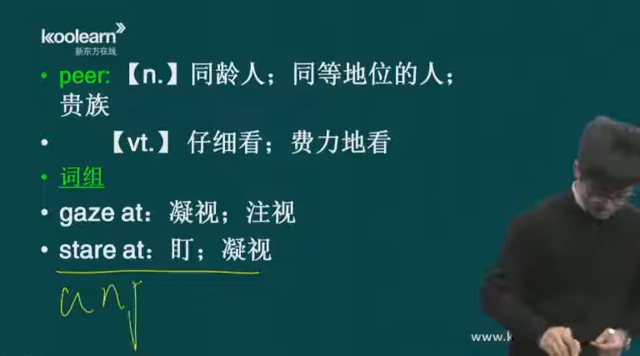 koolearn
新东方在线
• peer:【n.】同龄人；同等地位的人；
贵族
• 【vt.】仔细看；费力地看
• 词组
• gaze at：凝视；注视
• stare at：盯；凝视
ang
www.k